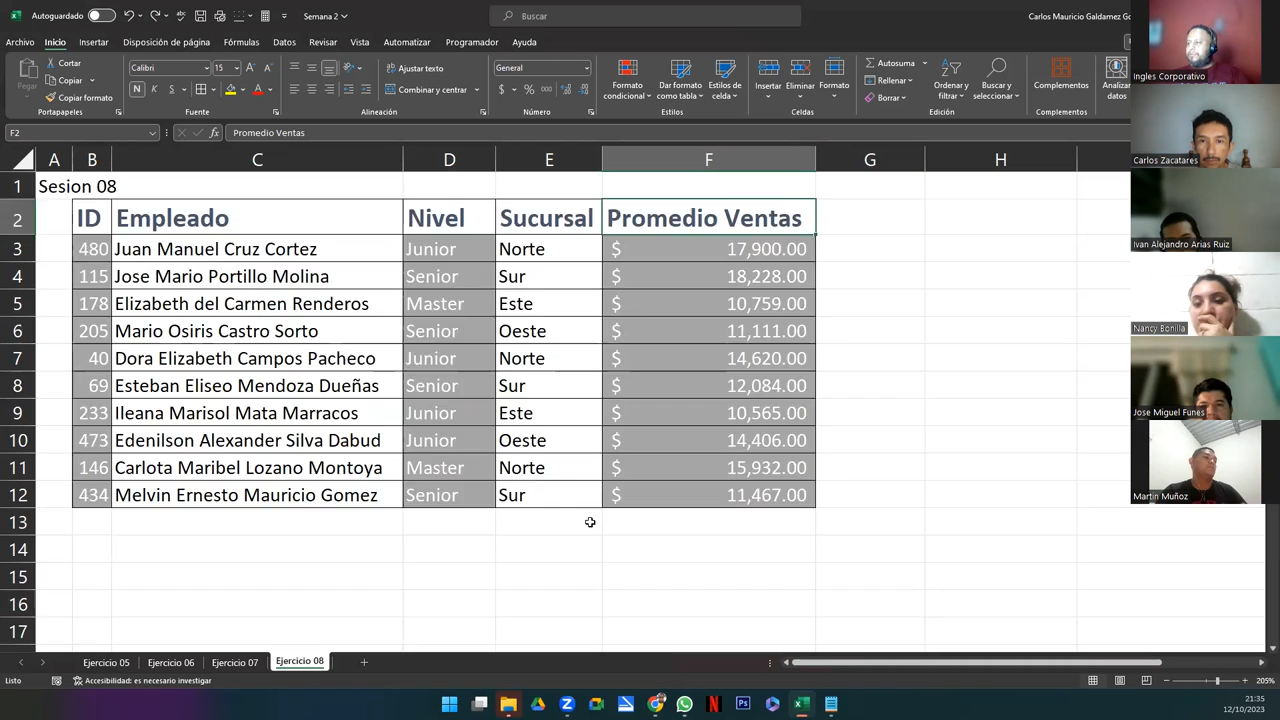 Autoguardado
Semana 2
Buscar
Carlos Mauricio Galdamez Go
Archivo Inicio Insertar Disposición de página Fórmulas Datos Revisar Vista Automatizar Programador Ayuda
Pegar
Cortar
Copiar
Copiar formato
Portapapeles
Calibri 15
N K S
Fuente
Ajustar texto
Combinar y centrar
Alineación
General
$ % 000
Número
Formato condicional
Dar formato como tabla
Estilos de celda
Estilos
Insertar Eliminar Formato
Celdas
Autosuma
Rellenar
Borrar
Ordenar y filtrar
Buscar y seleccionar
Edición
Complementos
Complementos
Analizar
F2 fx Promedio Ventas
A B C D E F G H
1 Sesion 08
2 ID Empleado Nivel Sucursal Promedio Ventas
3 480 Juan Manuel Cruz Cortez Junior Norte $ 17,900.00
4 115 Jose Mario Portillo Molina Senior Sur $ 18,228.00
5 178 Elizabeth del Carmen Renderos Master Este $ 10,759.00
6 205 Mario Osiris Castro Sorto Senior Oeste $ 11,111.00
7 40 Dora Elizabeth Campos Pacheco Junior Norte $ 14,620.00
8 69 Esteban Eliseo Mendoza Dueñas Senior Sur $ 12,084.00
9 233 Ileana Marisol Mata Marracos Junior Este $ 10,565.00
10 473 Edenilson Alexander Silva Dabud Junior Oeste $ 14,406.00
11 146 Carlota Maribel Lozano Montoya Master Norte $ 15,932.00
12 434 Melvin Ernesto Mauricio Gomez Senior Sur $ 11,467.00
13
14
15
16
17
Ingles Corporativo
Carlos Zacatares
Ivan Alejandro Arias Ruiz
Nancy Bonilla
Jose Miguel Funes
Martin Muñoz
Ejercicio 05 Ejercicio 06 Ejercicio 07 Ejercicio 08
Listo Accesibilidad: es necesario investigar 205%
21:35
12/10/2023